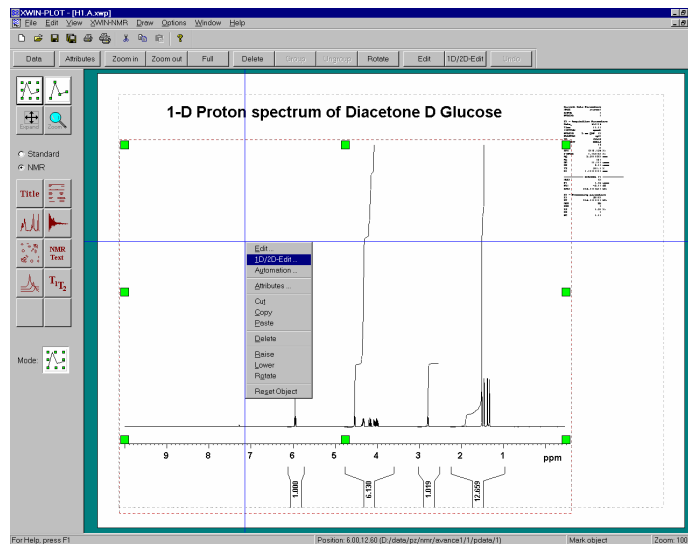 XWIN-PLOT - [H1.A.xwp]
File Edit View XWIN-NMR Draw Options Window Help
Data Attributes Zoom in Zoom out Full Delete Group Ungroup Rotate Edit 1D/2D-Edit Undo
Expand Zoom
Standard
NMR
Title
NMR Text
T1T2
Mode:
1-D Proton spectrum of Diacetone D Glucose
Edit ...
1D/2D-Edit ...
Automation ...
Attributes ...
Cut
Copy
Paste
Delete
Raise
Lower
Rotate
Reset Object
9 8 7 6 5 4 3 2 1 ppm
1.000 6.130 1.019 12.659
For Help, press F1
Position: 6.00,12.60 (D:/data/pz/nmr/avance1/1/pdata/1)
Mark object
Zoom: 100